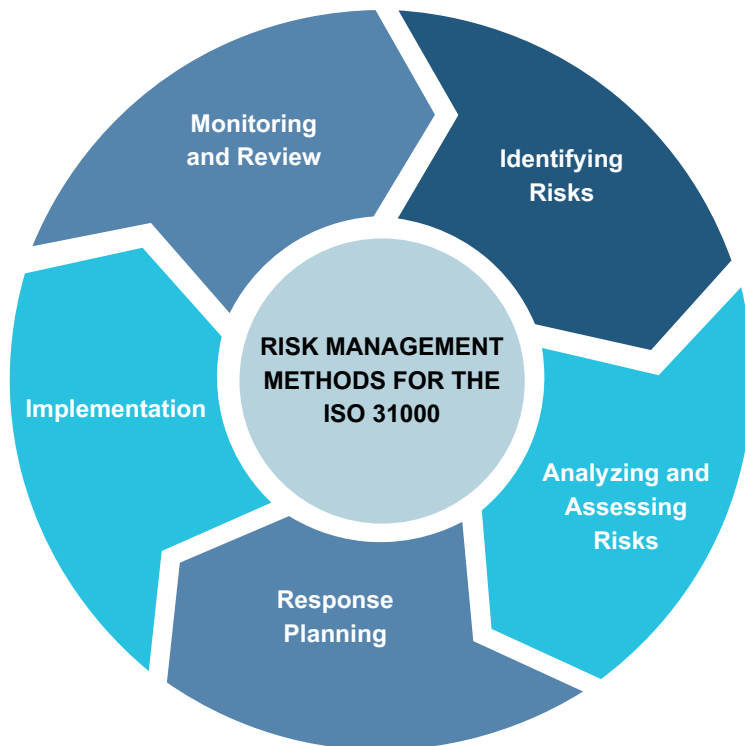 RISK MANAGEMENT
METHODS FOR THE
ISO 31000
Identifying
Risks
Analyzing and
Assessing
Risks
Response
Planning
Implementation
Monitoring
and Review